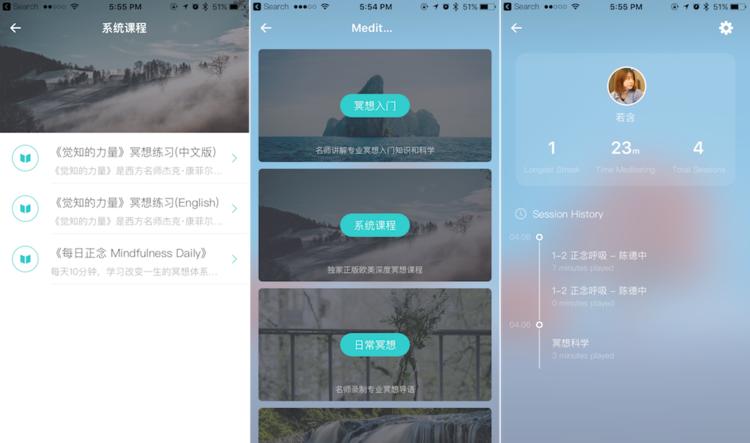 Search
5:55 PM
51%
系统课程
《觉知的力量》冥想练习(中文版)
《觉知的力量》是西方名师杰克·康菲尔...
《觉知的力量》冥想练习(English)
《觉知的力量》是西方名师杰克·康菲尔...
《每日正念 Mindfulness Daily》
每天10分钟，学习改变一生的冥想体系...
Search
5:54 PM
51%
Medit...
冥想入门
名师讲解专业冥想入门知识和科学
系统课程
独家正版欧美深度冥想课程
日常冥想
名师录制专业冥想导语
Search
5:55 PM
51%
若含
1
23m
4
Longest Streak
Time Meditating
Total Sessions
Session History
04.08
1-2 正念呼吸 - 陈德中
7 minutes played
1-2 正念呼吸 - 陈德中
0 minutes played
04.06
冥想科学
3 minutes played